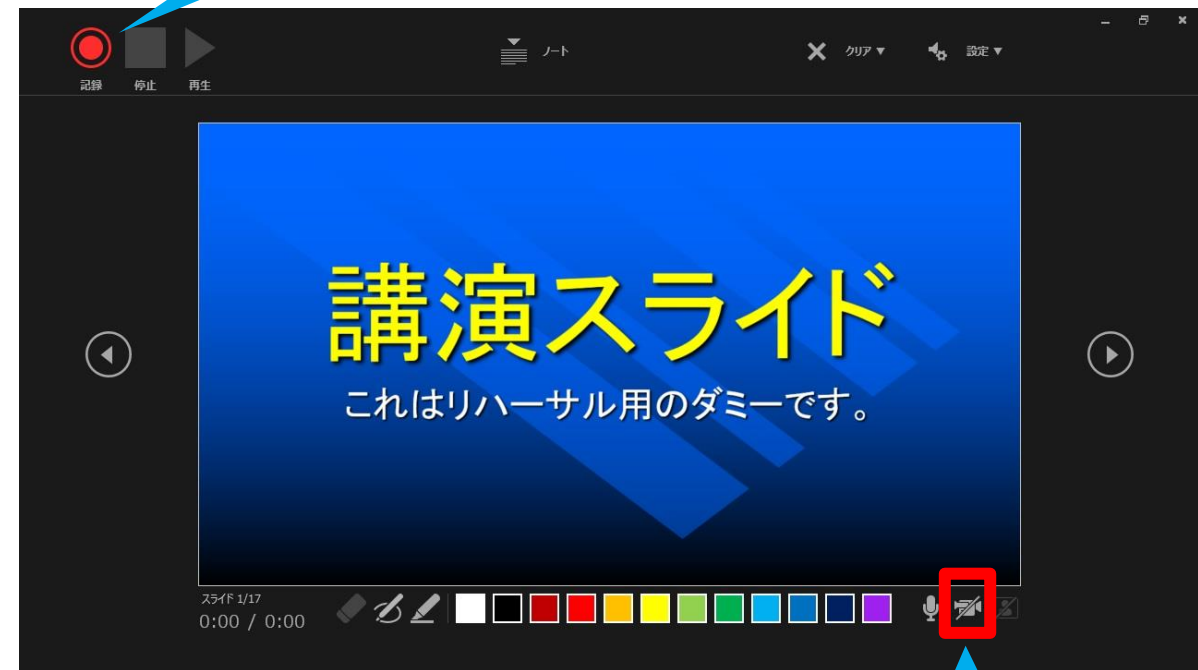 記録 停止 再生
ノート
クリア▼ 設定▼
講演スライド
これはリハーサル用のダミーです。
スライド 1/17
0:00 / 0:00